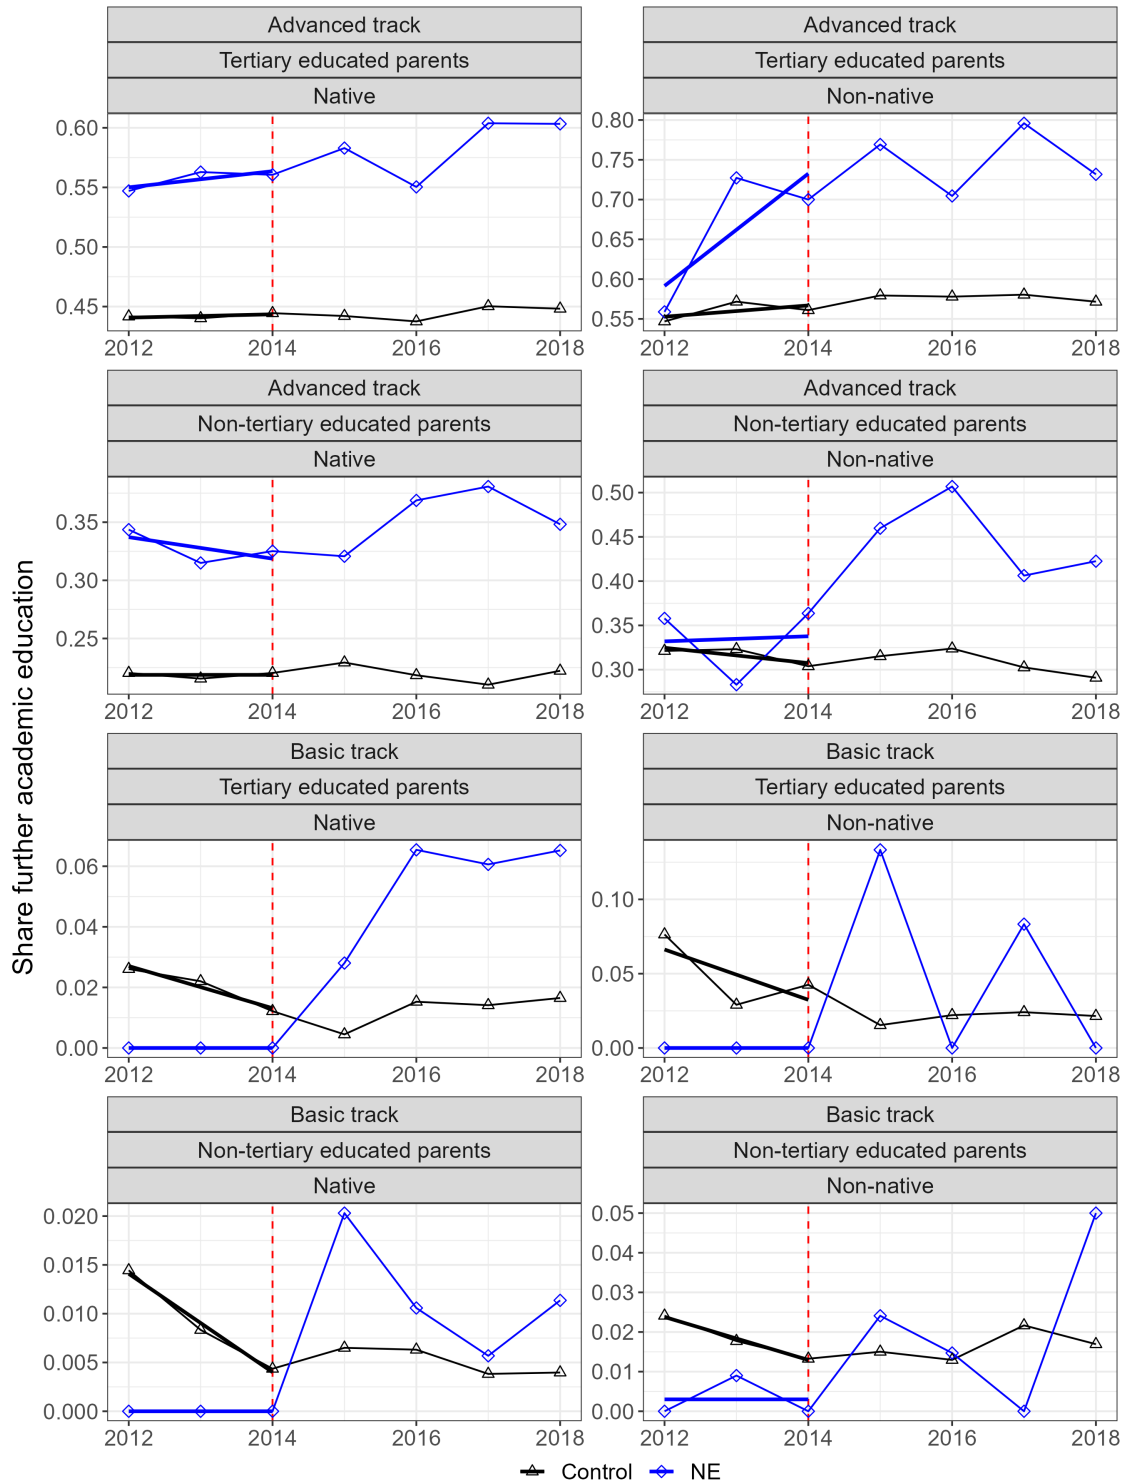 Share further academic education
Advanced track
Tertiary educated parents
Native
0.60
0.55
0.50
0.45
2012 2014 2016 2018
Advanced track
Tertiary educated parents
Non-native
0.80
0.75
0.70
0.65
0.60
0.55
2012 2014 2016 2018
Advanced track
Non-tertiary educated parents
Native
0.35
0.30
0.25
2012 2014 2016 2018
Advanced track
Non-tertiary educated parents
Non-native
0.50
0.45
0.40
0.35
0.30
2012 2014 2016 2018
Basic track
Tertiary educated parents
Native
0.06
0.04
0.02
0.00
2012 2014 2016 2018
Basic track
Tertiary educated parents
Non-native
0.10
0.05
0.00
2012 2014 2016 2018
Basic track
Non-tertiary educated parents
Native
0.020
0.015
0.010
0.005
0.000
2012 2014 2016 2018
Basic track
Non-tertiary educated parents
Non-native
0.05
0.04
0.03
0.02
0.01
0.00
2012 2014 2016 2018
Control NE